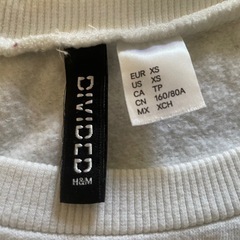 DIVIDED
H&M
EUR XS
US XS
CA TP
CN 160/80A
MX XCH